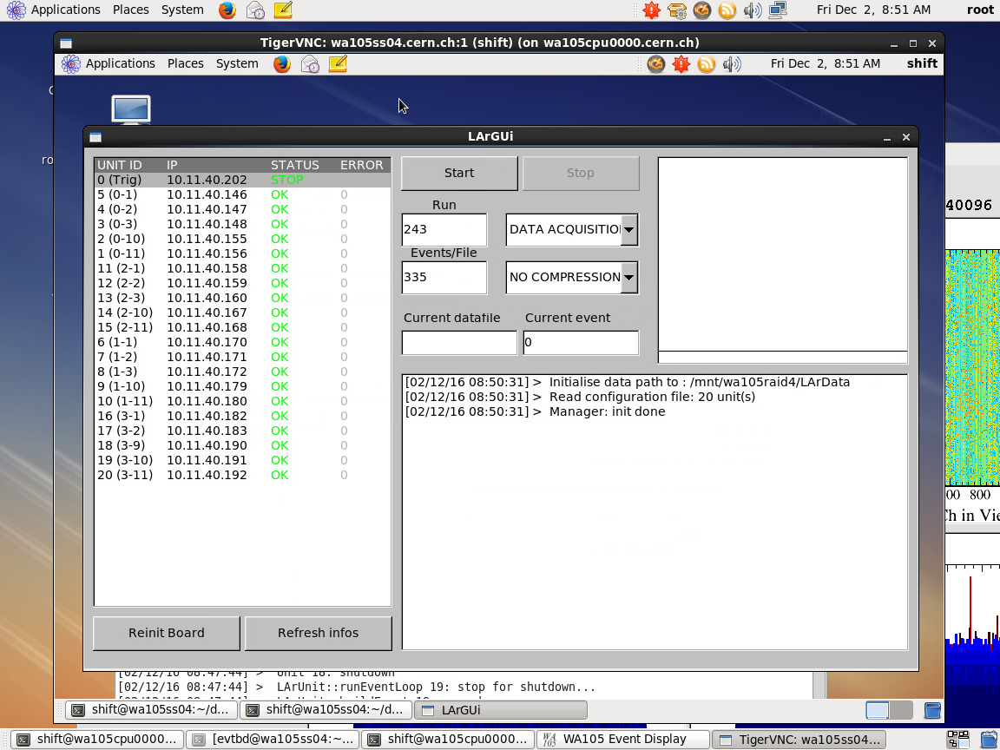 Applications Places System Fri Dec 2, 8:51 AM root
TigerVNC: wa105ss04.cern.ch:1 (shift) (on wa105cpu0000.cern.ch)
Applications Places System Fri Dec 2, 8:51 AM shift
LArGUi
UNIT ID IP STATUS ERROR
0 (Trig) 10.11.40.202 STOP
5 (0-1) 10.11.40.146 OK 0
4 (0-2) 10.11.40.147 OK 0
3 (0-3) 10.11.40.148 OK 0
2 (0-10) 10.11.40.155 OK 0
1 (0-11) 10.11.40.156 OK 0
11 (2-1) 10.11.40.158 OK 0
12 (2-2) 10.11.40.159 OK 0
13 (2-3) 10.11.40.160 OK 0
14 (2-10) 10.11.40.167 OK 0
15 (2-11) 10.11.40.168 OK 0
6 (1-1) 10.11.40.170 OK 0
7 (1-2) 10.11.40.171 OK 0
8 (1-3) 10.11.40.172 OK 0
9 (1-10) 10.11.40.179 OK 0
10 (1-11) 10.11.40.180 OK 0
16 (3-1) 10.11.40.182 OK 0
17 (3-2) 10.11.40.183 OK 0
18 (3-9) 10.11.40.190 OK 0
19 (3-10) 10.11.40.191 OK 0
20 (3-11) 10.11.40.192 OK 0
Reinit Board Refresh infos
Start Stop
Run
243 DATA ACQUISITIO
Events/File
335 NO COMPRESSION
Current datafile Current event
0
[02/12/16 08:50:31] > Initialise data path to : /mnt/wa105raid4/LArData
[02/12/16 08:50:31] > Read configuration file: 20 unit(s)
[02/12/16 08:50:31] > Manager: init done
40096
00 800
Ch in Vie
[02/12/16 08:47:44] > Unit 18: shutdown
[02/12/16 08:47:44] > LArUnit::runEventLoop 19: stop for shutdown...
shift@wa105ss04:~/d... shift@wa105ss04:~/d... LArGUi
shift@wa105cpu0000... [evtbd@wa105ss04:~... shift@wa105cpu0000... WA105 WA105 Event Display TigerVNC: wa105ss04...